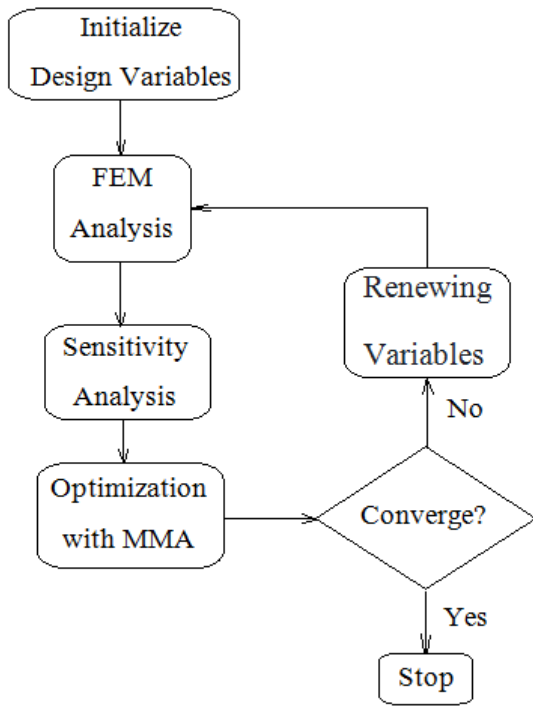 Initialize
Design Variables
FEM
Analysis
Sensitivity
Analysis
Optimization
with MMA
Converge?
No
Renewing
Variables
Yes
Stop